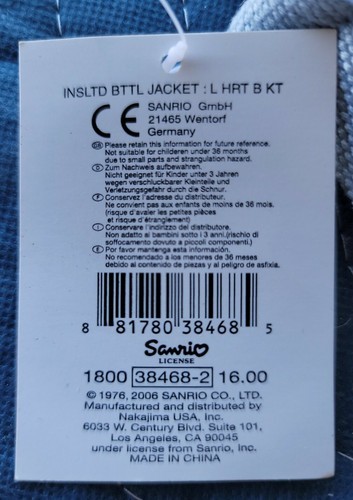 INSLTD BTTL JACKET : L HRT B KT
CE SANRIO GmbH
21465 Wentorf
Germany
GB Please retain this information for future reference.
Not suitable for childeren under 36 months
due to small parts and strangulation hazard.
D Zum Nachweis aufbewahren.
Nicht geeignet für Kinder unter 3 Jahren
wegen verschluckbarer Kleinteile und
Verletzungsgefahr durch die Schnur.
F Conservez l'adresse du distributeur.
Ne convient pas aux enfants de moins de 36 mois.
(risque d'avaler les petites pièces
et risque d'étranglement)
I Conservare l'indirizzo del distributore.
Non adatto ai bambini sotto i 3 anni.(rischio di
soffocamento dovuto a piccoli componenti.)
E Por favor mantenga esta información.
No recomendado a los menores de 36 meses
debido al contenido de piezas y al peligro de asfixia.
8 81780 38468 5
Sanrio
LICENSE
1800 38468-2 16.00
© 1976, 2006 SANRIO CO., LTD.
Manufactured and distributed by
Nakajima USA, Inc.
6033 W. Century Blvd. Suite 101,
Los Angeles, CA 90045
under license from Sanrio, Inc.
MADE IN CHINA